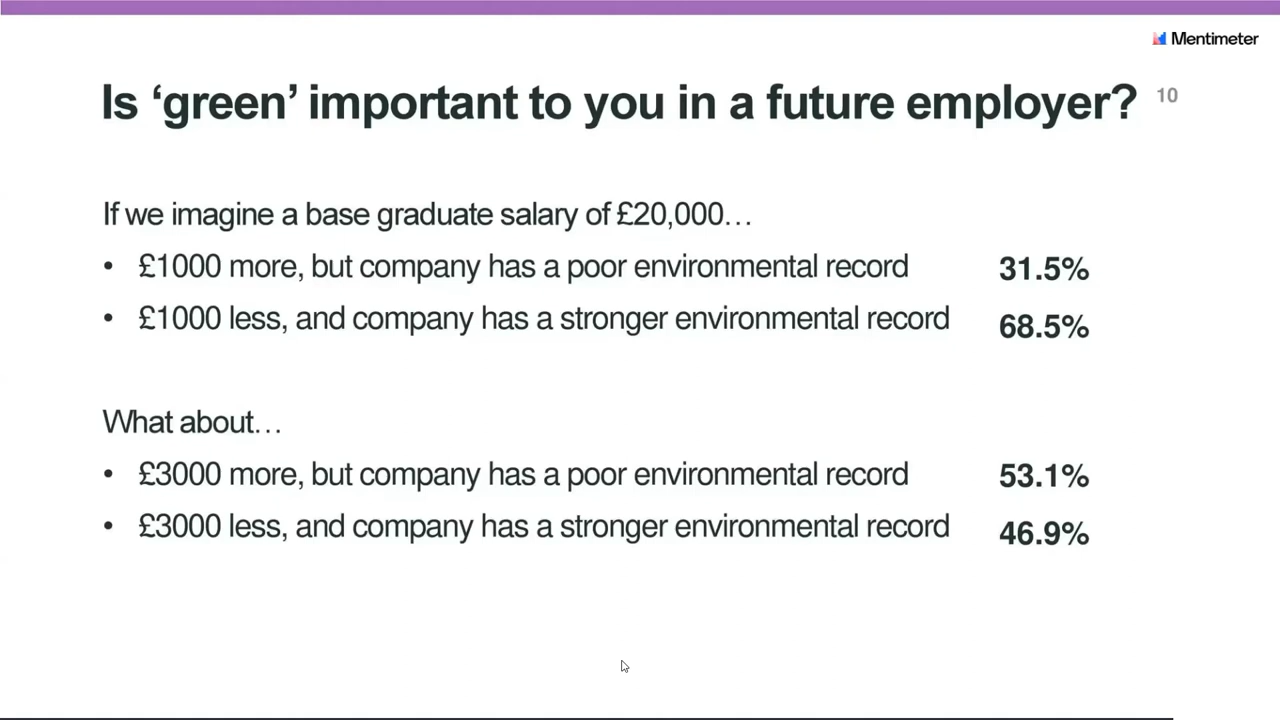 Mentimeter
Is ‘green’ important to you in a future employer? 10
If we imagine a base graduate salary of £20,000…
• £1000 more, but company has a poor environmental record 31.5%
• £1000 less, and company has a stronger environmental record 68.5%
What about…
• £3000 more, but company has a poor environmental record 53.1%
• £3000 less, and company has a stronger environmental record 46.9%